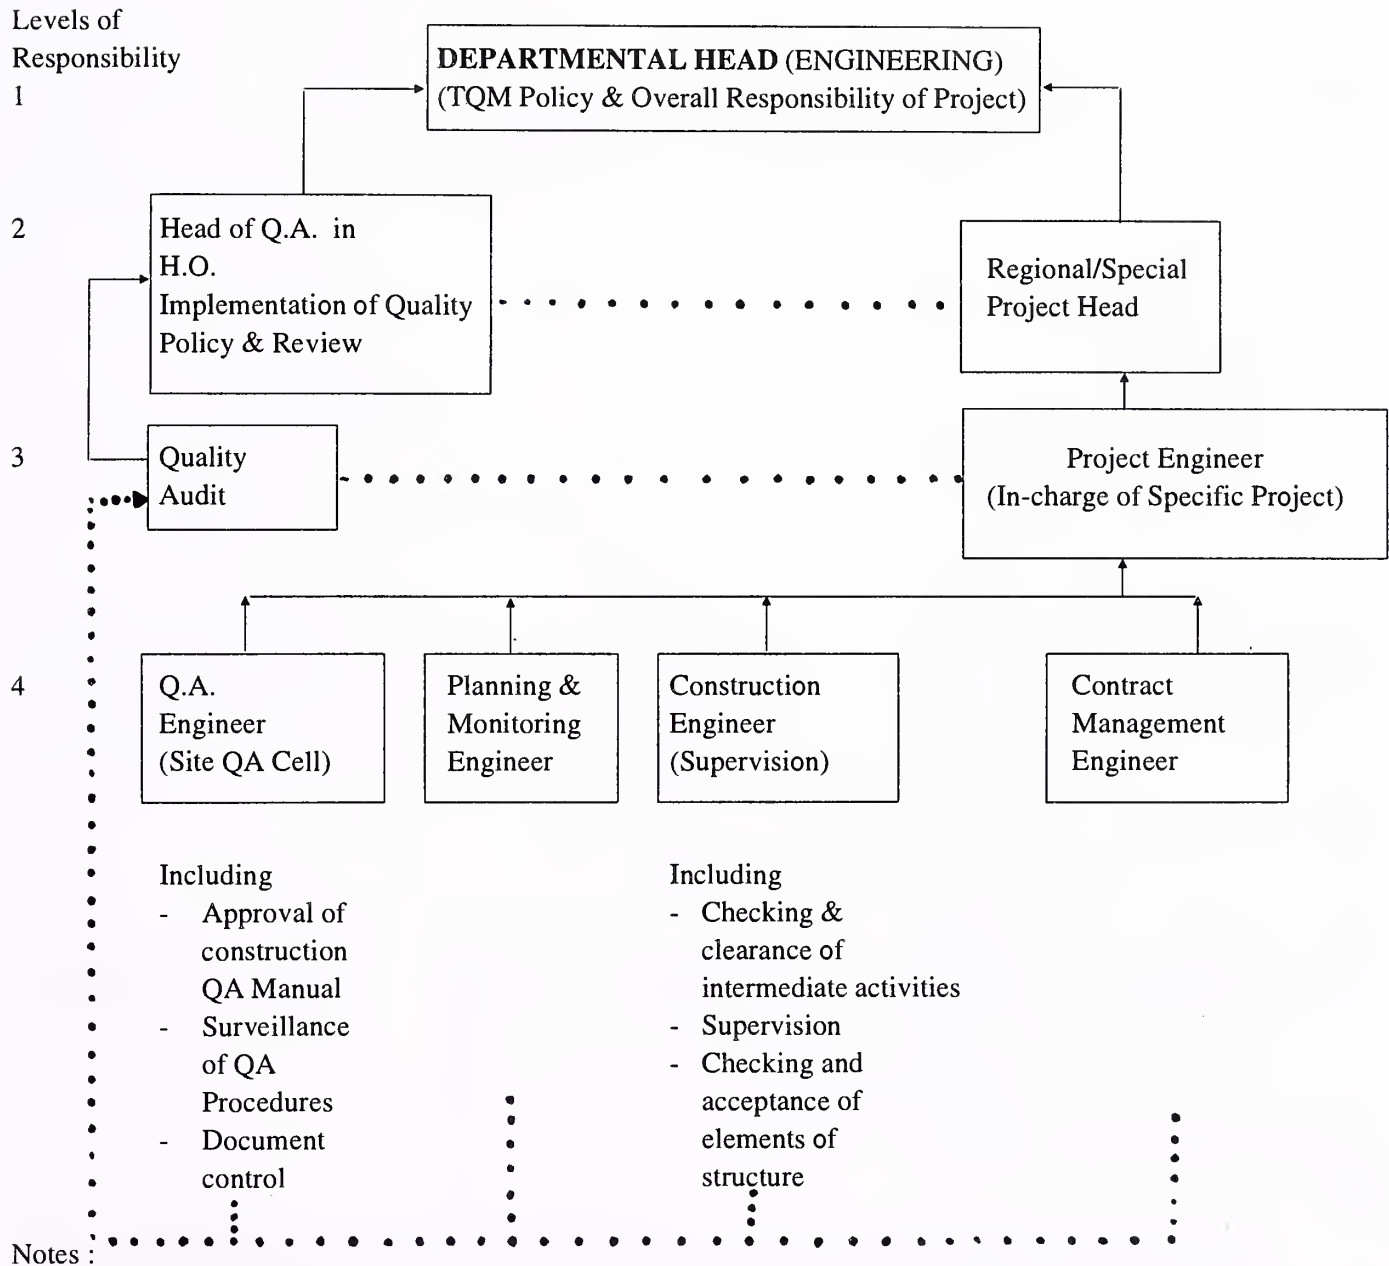 Levels of
Responsibility
1
DEPARTMENTAL HEAD (ENGINEERING)
(TQM Policy & Overall Responsibility of Project)
2
Head of Q.A. in
H.O.
Implementation of Quality
Policy & Review
Regional/Special
Project Head
3
Quality
Audit
Project Engineer
(In-charge of Specific Project)
4
Q.A.
Engineer
(Site QA Cell)
Planning &
Monitoring
Engineer
Construction
Engineer
(Supervision)
Contract
Management
Engineer
Including
- Approval of
construction
QA Manual
- Surveillance
of QA
Procedures
- Document
control
Including
- Checking &
clearance of
intermediate activities
- Supervision
- Checking and
acceptance of
elements of
structure
Notes :